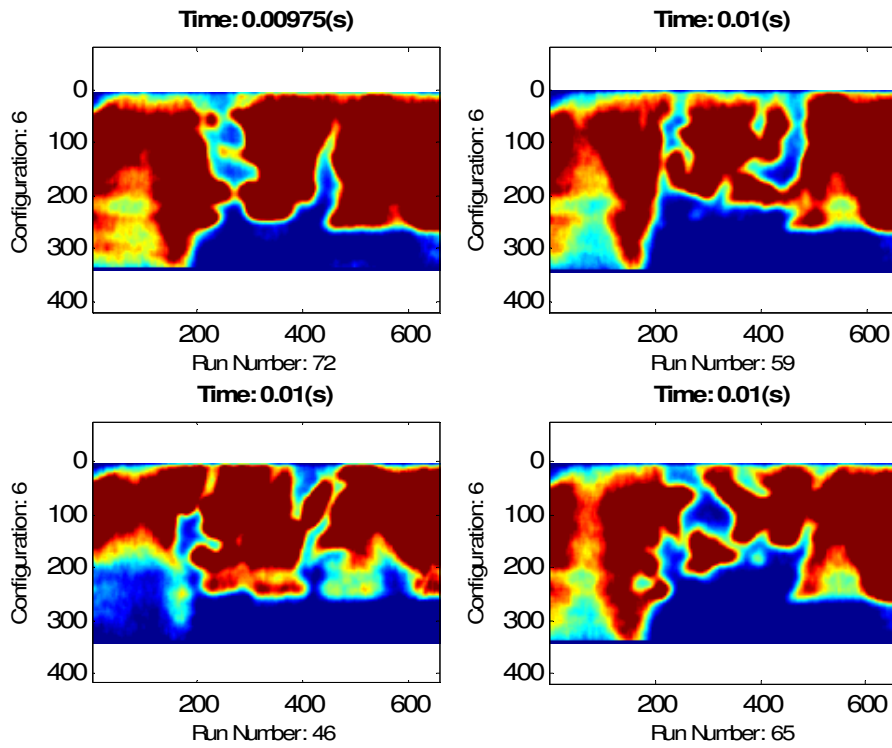 Time: 0.00975(s)
0
100
200
300
400
Configuration: 6
200 400 600
Run Number: 72
Time: 0.01(s)
0
100
200
300
400
Configuration: 6
200 400 600
Run Number: 59
Time: 0.01(s)
0
100
200
300
400
Configuration: 6
200 400 600
Run Number: 46
Time: 0.01(s)
0
100
200
300
400
Configuration: 6
200 400 600
Run Number: 65